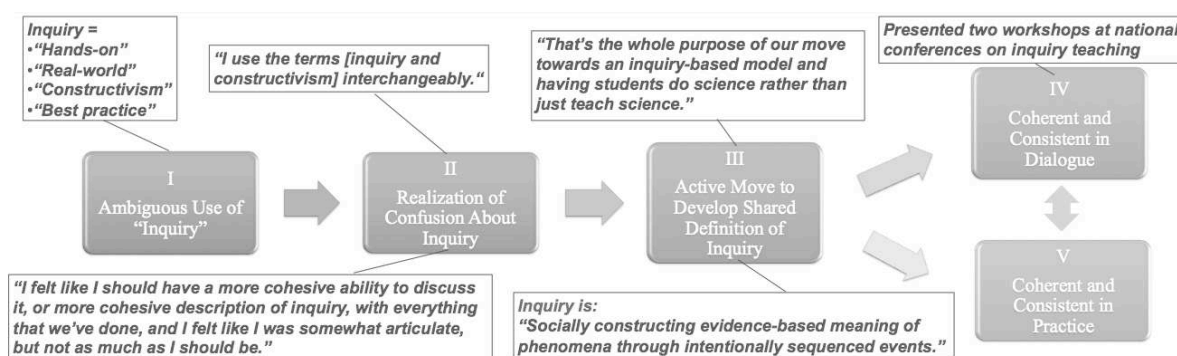 Inquiry =
•“Hands-on”
•“Real-world”
•“Constructivism”
•“Best practice”
“I use the terms [inquiry
and constructivism]
interchangeably.“
“That’s the whole purpose of our move
towards an inquiry-based model and
having students do science rather than
just teach science.”
Presented two workshops at national
conferences on inquiry teaching
I
Ambiguous Use of
“Inquiry”
II
Realization of
Confusion About
Inquiry
III
Active Move to
Develop Shared
Definition of
Inquiry
IV
Coherent and
Consistent in
Dialogue
V
Coherent and
Consistent in
Practice
“I felt like I should have a more cohesive ability to discuss
it, or more cohesive description of inquiry, with everything
that we’ve done, and I felt like I was somewhat articulate,
but not as much as I should be.”
Inquiry is:
“Socially constructing evidence-based meaning of
phenomena through intentionally sequenced events.”